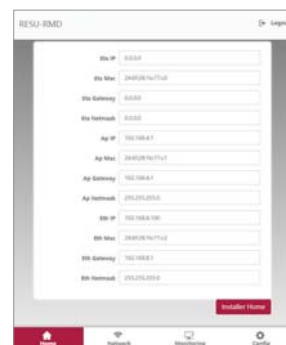 RESU-RMD
Logout
Sta IP 0.0.0.0
Sta Mac
Sta Gateway 0.0.0.0
Sta Netmask 0.0.0.0
Ap IP 192.168.4.1
Ap Mac
Ap Gateway 192.168.4.1
Ap Netmask 255.255.255.0
Eth IP
Eth Mac
Eth Gateway
Eth Netmask 255.255.255.0
Installer Home
Home Network Monitoring Config